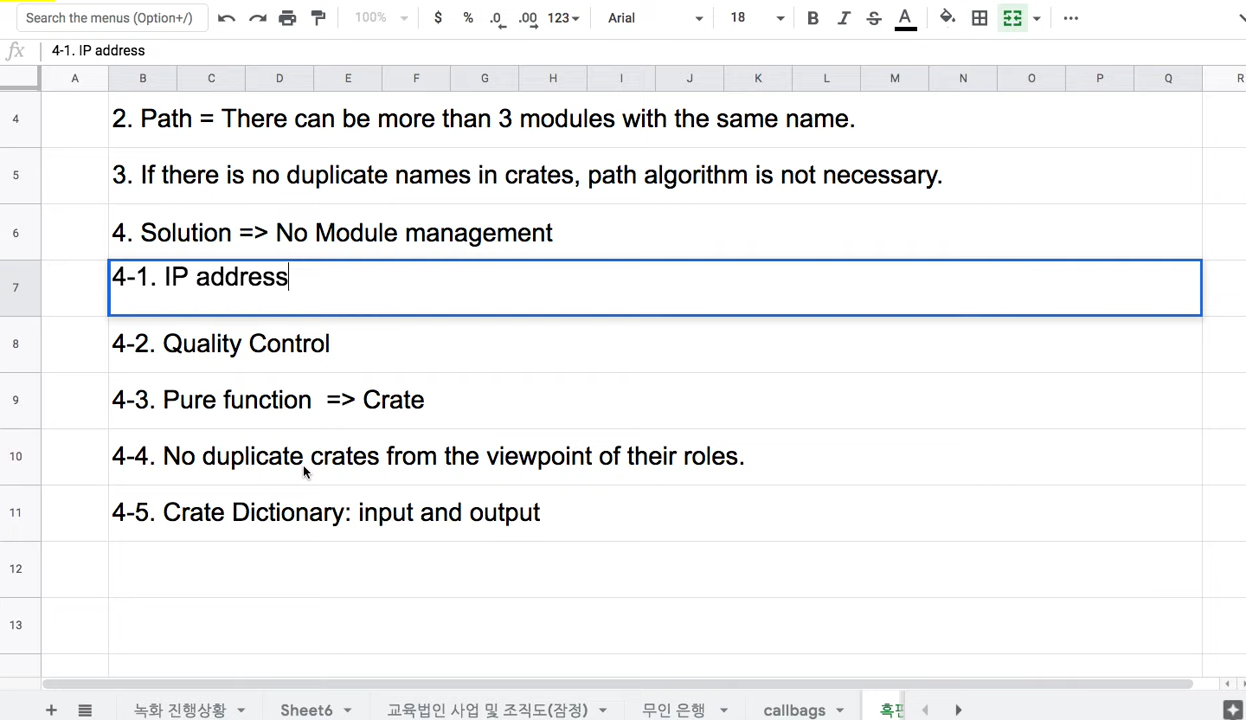 Search the menus (Option+/)
100%
$ % .0 .00 123
Arial
18
B I S A
fx 4-1. IP address
A B C D E F G H I J K L M N O P Q R
4 2. Path = There can be more than 3 modules with the same name.
5 3. If there is no duplicate names in crates, path algorithm is not necessary.
6 4. Solution => No Module management
7 4-1. IP address
8 4-2. Quality Control
9 4-3. Pure function => Crate
10 4-4. No duplicate crates from the viewpoint of their roles.
11 4-5. Crate Dictionary: input and output
12
13
녹화 진행상황 Sheet6 교육법인 사업 및 조직도(잠정) 무인 은행 callbags